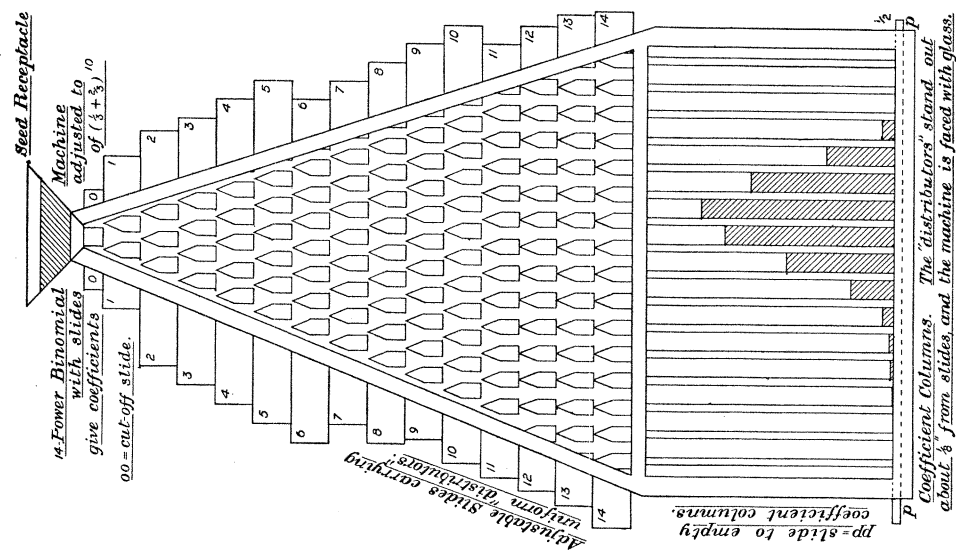 Seed Receptacle
14-Power Binomial
with slides
give coefficients
Machine
adjusted to
of (⅓ + ⅔)¹⁰
00 = cut-off slide.
0
0
1
1
2
2
3
3
4
4
5
5
6
6
7
7
8
8
9
9
10
10
11
11
12
12
13
13
14
14
Adjustable slides carrying
uniform "distributors".
pp = slide to empty
coefficient columns.
½
p
p
Coefficient Columns. The "distributors" stand out
about ⅛" from slides, and the machine is faced with glass.